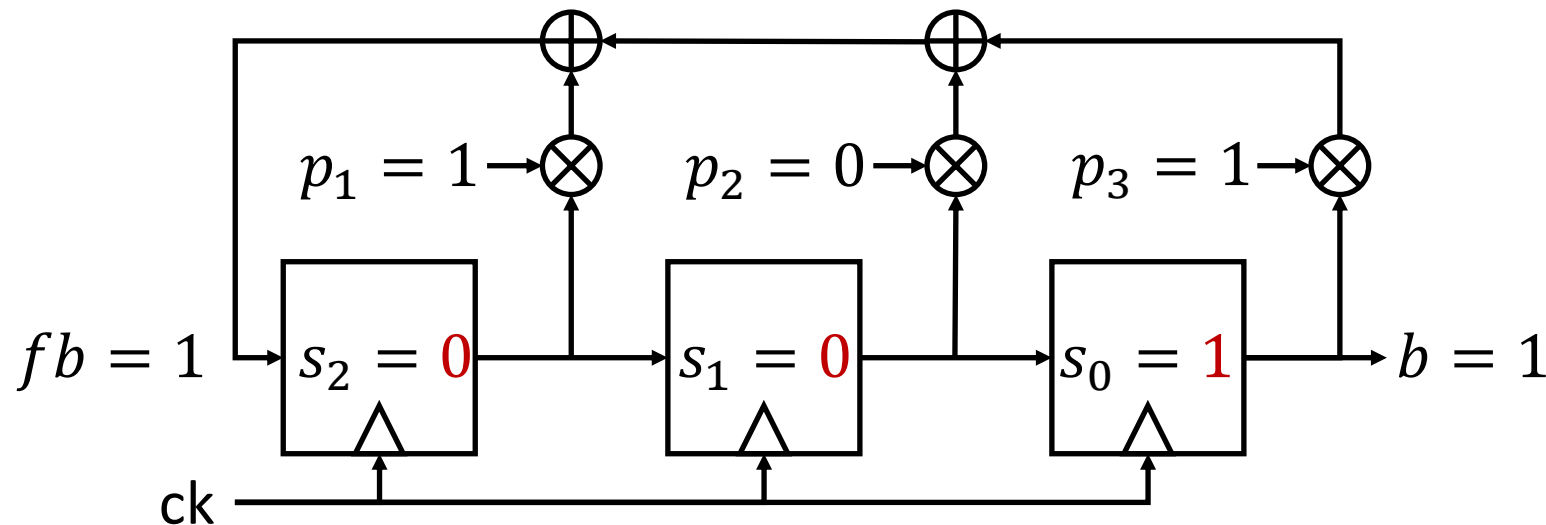 p₁ = 1 p₂ = 0 p₃ = 1
fb = 1 s₂ = 0 s₁ = 0 s₀ = 1 b = 1
ck